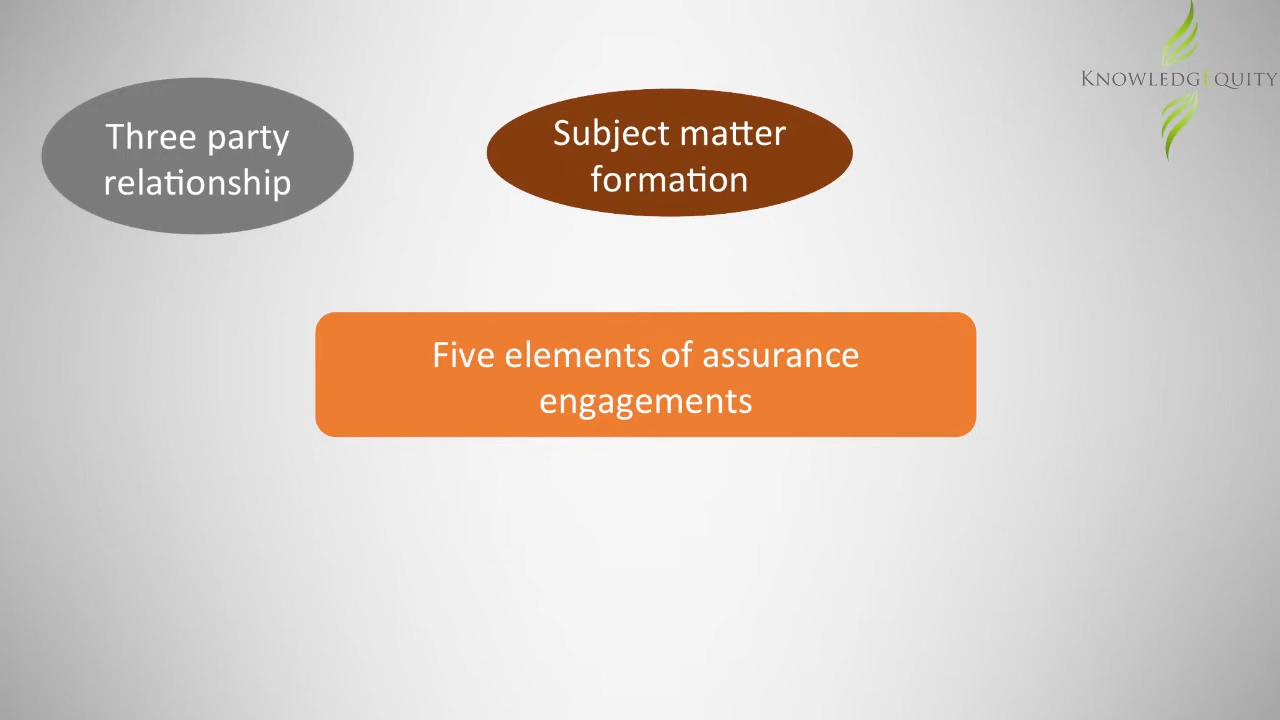 Three party
relationship
Subject matter
formation
KNOWLEDGEQUITY
Five elements of assurance
engagements